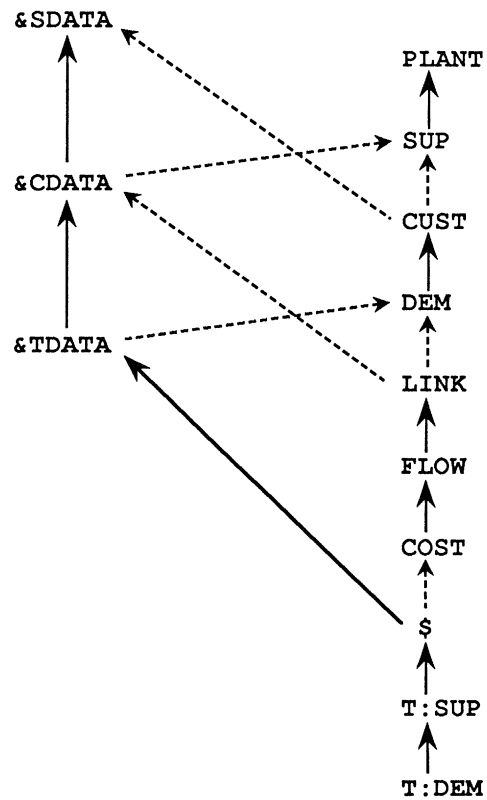 &SDATA
PLANT
SUP
&CDATA
CUST
DEM
&TDATA
LINK
FLOW
COST
$
T:SUP
T:DEM